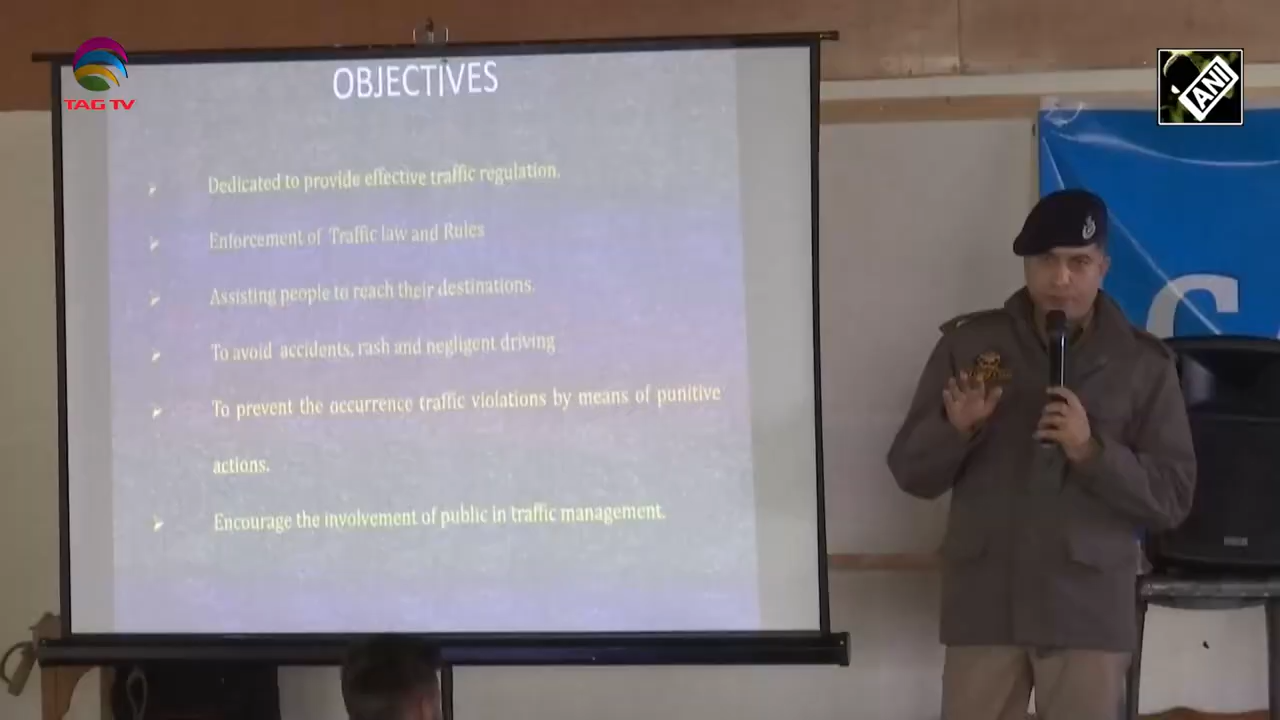 TAG TV
ANI
OBJECTIVES
Dedicated to provide effective traffic regulation.
Enforcement of Traffic law and Rules
Assisting people to reach their destinations.
To avoid accidents, rash and negligent driving
To prevent the occurrence traffic violations by means of punitive
actions.
Encourage the involvement of public in traffic management.